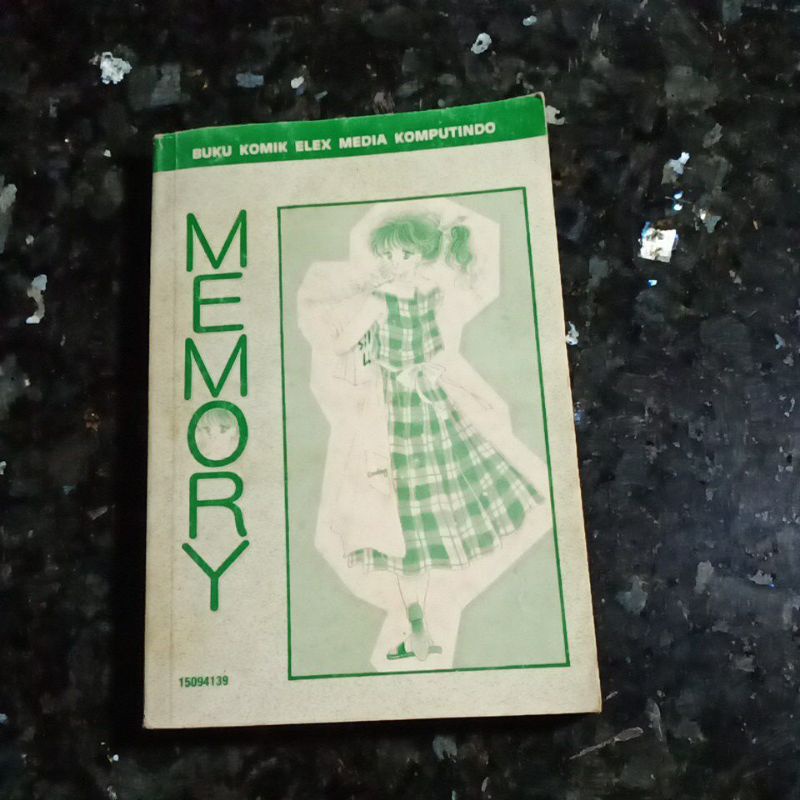 BUKU KOMIK ELEX MEDIA KOMPUTINDO
MEMORY
15094139